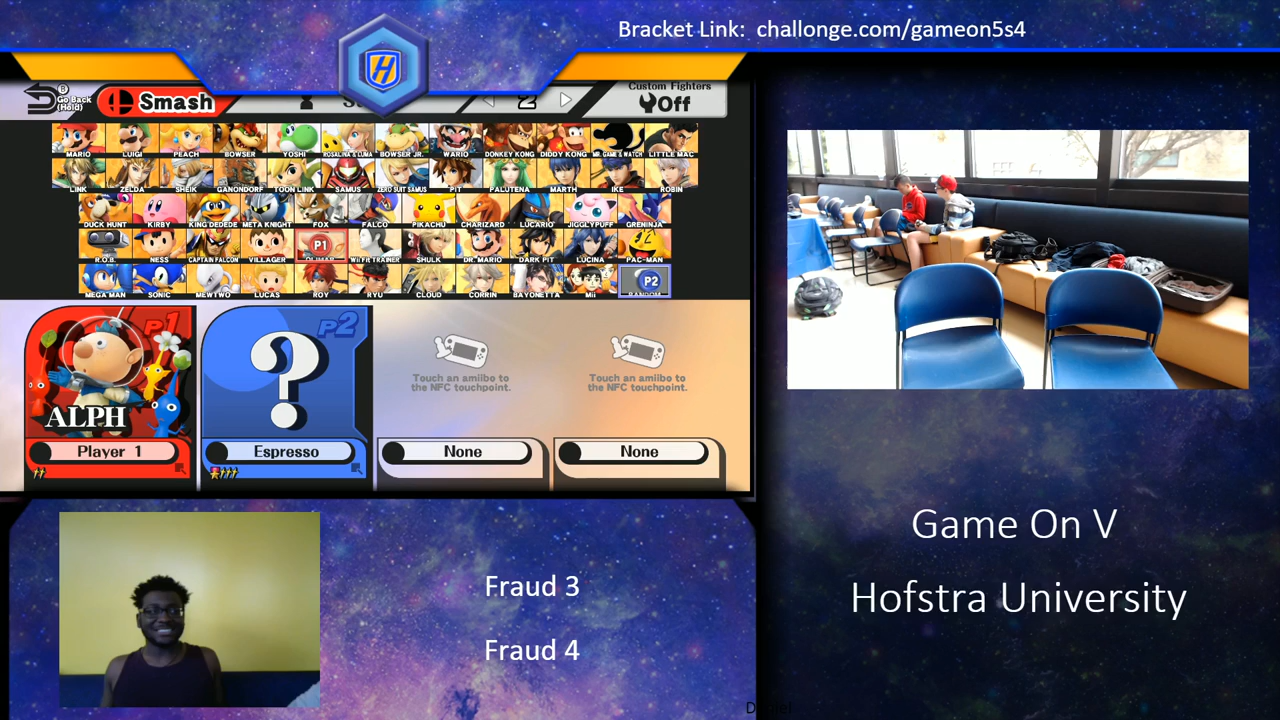 Bracket Link: challonge.com/gameon5s4
H
R
Go Back
(Hold)
Smash
2
Custom Fighters
Off
MARIO LUIGI PEACH BOWSER YOSHI ROSALINA & LUMA BOWSER JR. WARIO DONKEY KONG DIDDY KONG MR. GAME & WATCH LITTLE MAC
LINK ZELDA SHEIK GANONDORF TOON LINK SAMUS ZERO SUIT SAMUS PIT PALUTENA MARTH IKE ROBIN
DUCK HUNT KIRBY KING DEDEDE META KNIGHT FOX FALCO PIKACHU CHARIZARD LUCARIO JIGGLYPUFF GRENINJA
R.O.B. NESS CAPTAIN FALCON VILLAGER P1 OLIMAR Wii FIT TRAINER SHULK DR. MARIO DARK PIT LUCINA PAC-MAN
MEGA MAN SONIC MEWTWO LUCAS ROY RYU CLOUD CORRIN BAYONETTA Mii P2 RANDOM
P1
ALPH
Player 1
P2
?
Espresso
Touch an amiibo to
the NFC touchpoint.
None
Touch an amiibo to
the NFC touchpoint.
None
Fraud 3
Fraud 4
Game On V
Hofstra University